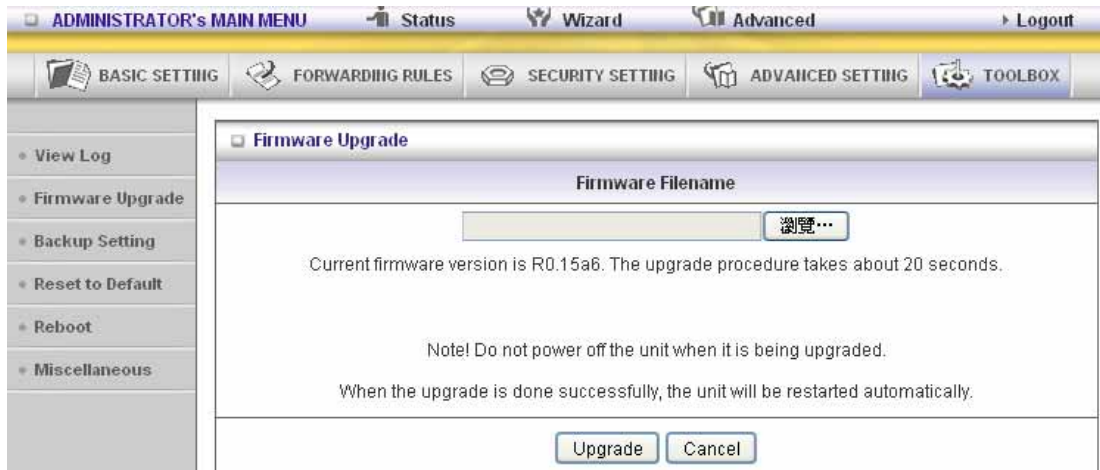 ADMINISTRATOR's MAIN MENU Status Wizard Advanced Logout
BASIC SETTING FORWARDING RULES SECURITY SETTING ADVANCED SETTING TOOLBOX
View Log
Firmware Upgrade
Backup Setting
Reset to Default
Reboot
Miscellaneous
Firmware Upgrade
Firmware Filename
瀏覽…
Current firmware version is R0.15a6. The upgrade procedure takes about 20 seconds.
Note! Do not power off the unit when it is being upgraded.
When the upgrade is done successfully, the unit will be restarted automatically.
Upgrade Cancel